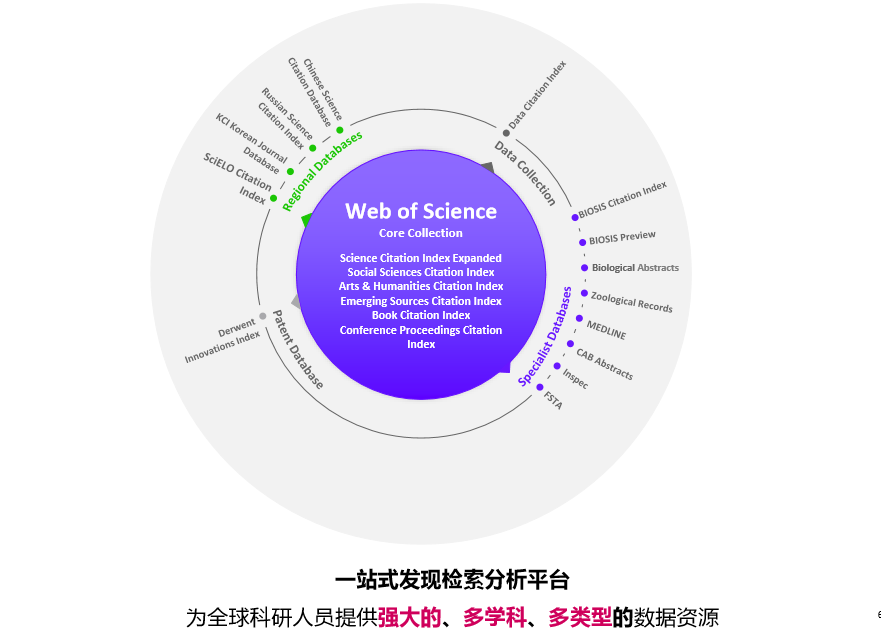 Web of Science
Core Collection
Science Citation Index Expanded
Social Sciences Citation Index
Arts & Humanities Citation Index
Emerging Sources Citation Index
Book Citation Index
Conference Proceedings Citation
Index
Regional Databases
Chinese Science
Citation Database
Russian Science
Citation Index
KCI Korean Journal
Database
SciELO Citation
Index
Data Collection
Data Citation Index
Specialist Databases
BIOSIS Citation Index
BIOSIS Preview
Biological Abstracts
Zoological Records
MEDLINE
CAB Abstracts
Inspec
FSTA
Patent Database
Derwent
Innovations Index
一站式发现检索分析平台
为全球科研人员提供强大的、多学科、多类型的数据资源